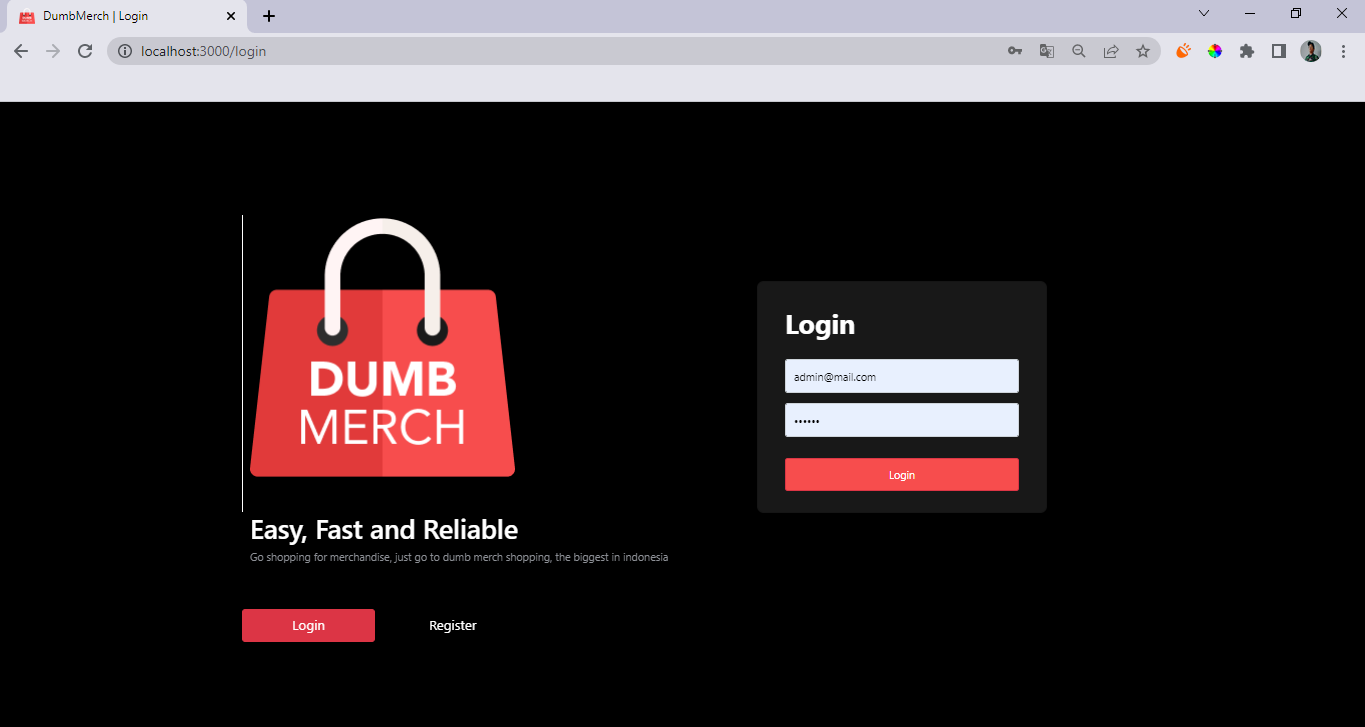 DumbMerch | Login
localhost:3000/login
DUMB
MERCH
Easy, Fast and Reliable
Go shopping for merchandise, just go to dumb merch shopping, the biggest in indonesia
Login
Register
Login
admin@mail.com
••••••
Login